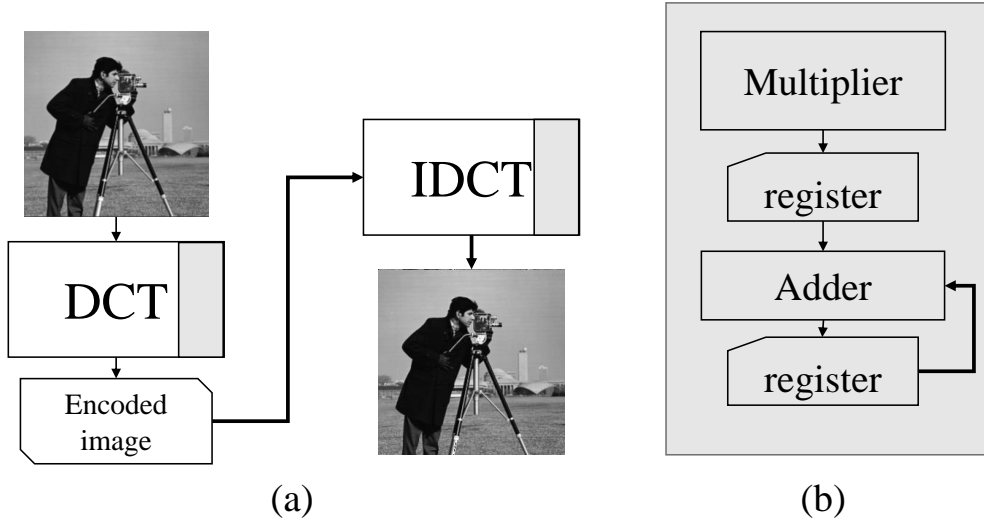 DCT
Encoded
image
IDCT
(a)
Multiplier
register
Adder
register
(b)